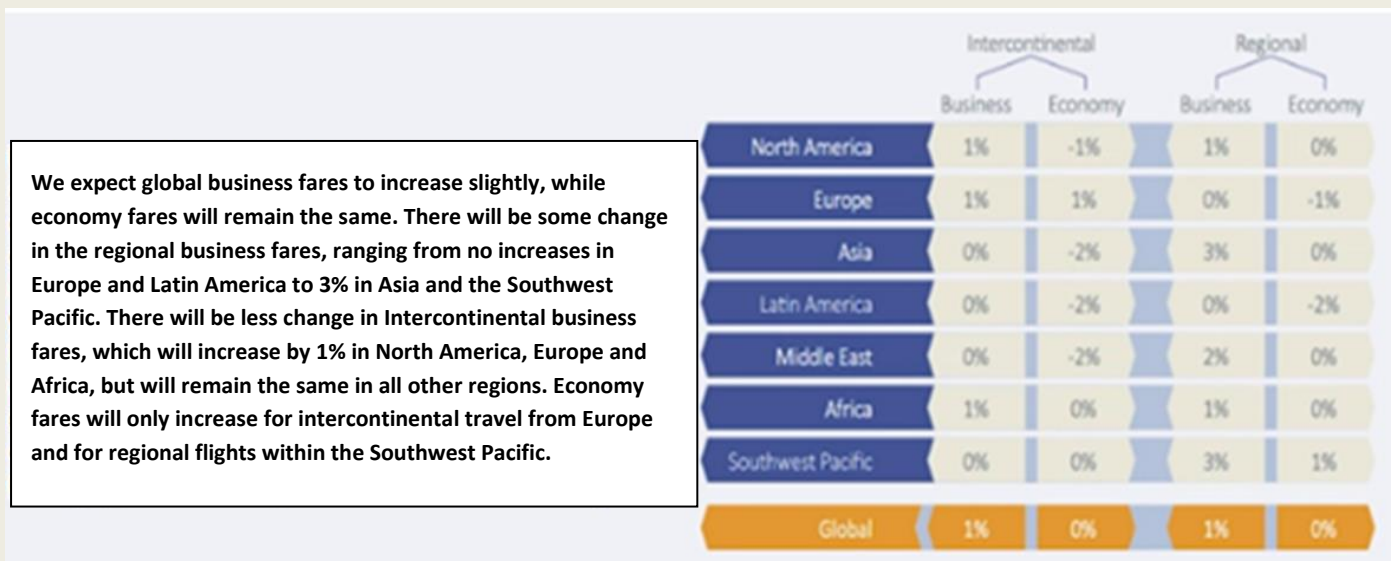 We expect global business fares to increase slightly, while
economy fares will remain the same. There will be some change
in the regional business fares, ranging from no increases in
Europe and Latin America to 3% in Asia and the Southwest
Pacific. There will be less change in Intercontinental business
fares, which will increase by 1% in North America, Europe and
Africa, but will remain the same in all other regions. Economy
fares will only increase for intercontinental travel from Europe
and for regional flights within the Southwest Pacific.
Intercontinental Regional
Business Economy Business Economy
North America 1% -1% 1% 0%
Europe 1% 1% 0% -1%
Asia 0% -2% 3% 0%
Latin America 0% -2% 0% -2%
Middle East 0% -2% 2% 0%
Africa 1% 0% 1% 0%
Southwest Pacific 0% 0% 3% 1%
Global 1% 0% 1% 0%